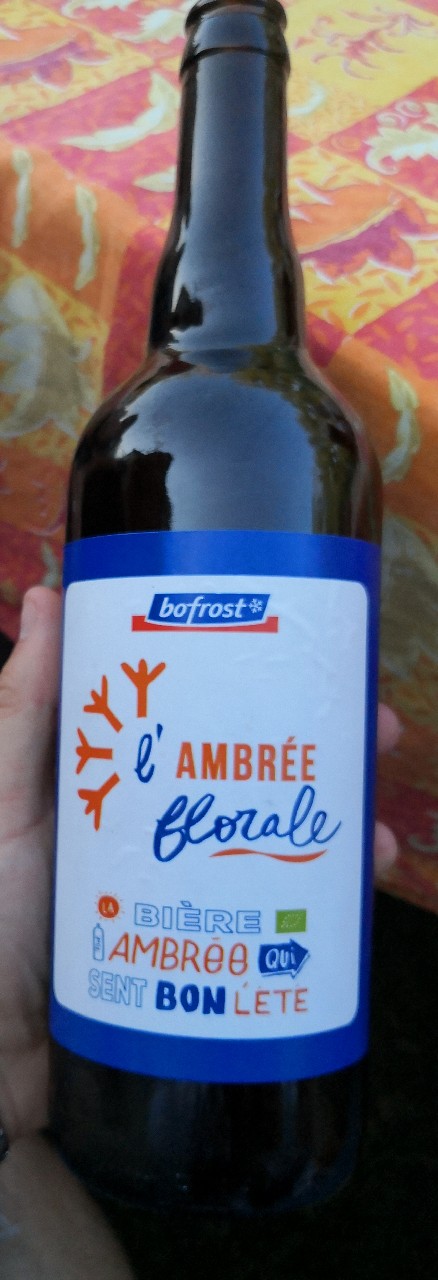 bofrost
l'AMBRÉE
florale
LA BIÈRE
AMBRÉE QUI
SENT BON L'ÉTÉ